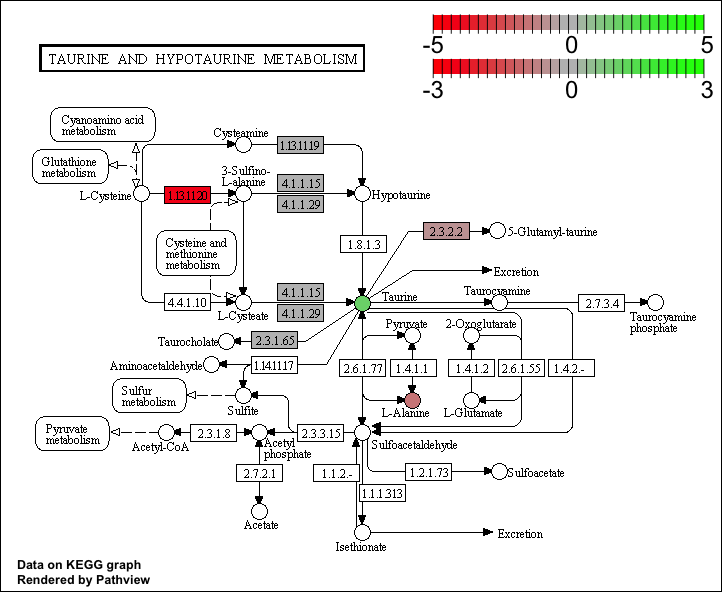 -5 0 5
-3 0 3
TAURINE AND HYPOTAURINE METABOLISM
Cyanoamino acid
metabolism
Cysteamine
1.13.11.19
Glutathione
metabolism
3-Sulfino-
L-alanine
L-Cysteine
1.13.11.20
4.1.1.15
4.1.1.29
Hypotaurine
Cysteine and
methionine
metabolism
1.8.1.3
2.3.2.2
5-Glutamyl-taurine
Excretion
4.4.1.10
L-Cysteate
4.1.1.15
4.1.1.29
Taurine
Taurocyamine
2.7.3.4
Taurocyamine
phosphate
Taurocholate
2.3.1.65
Pyruvate
2-Oxoglutarate
Aminoacetaldehyde
1.14.11.17
2.6.1.77
1.4.1.1
1.4.1.2
2.6.1.55
1.4.2.-
Sulfur
metabolism
Sulfite
L-Alanine
L-Glutamate
Pyruvate
metabolism
Acetyl-CoA
2.3.1.8
Acetyl
phosphate
2.3.3.15
Sulfoacetaldehyde
2.7.2.1
1.1.2.-
1.2.1.73
Sulfoacetate
1.1.1.313
Acetate
Isethionate
Excretion
Data on KEGG graph
Rendered by Pathview